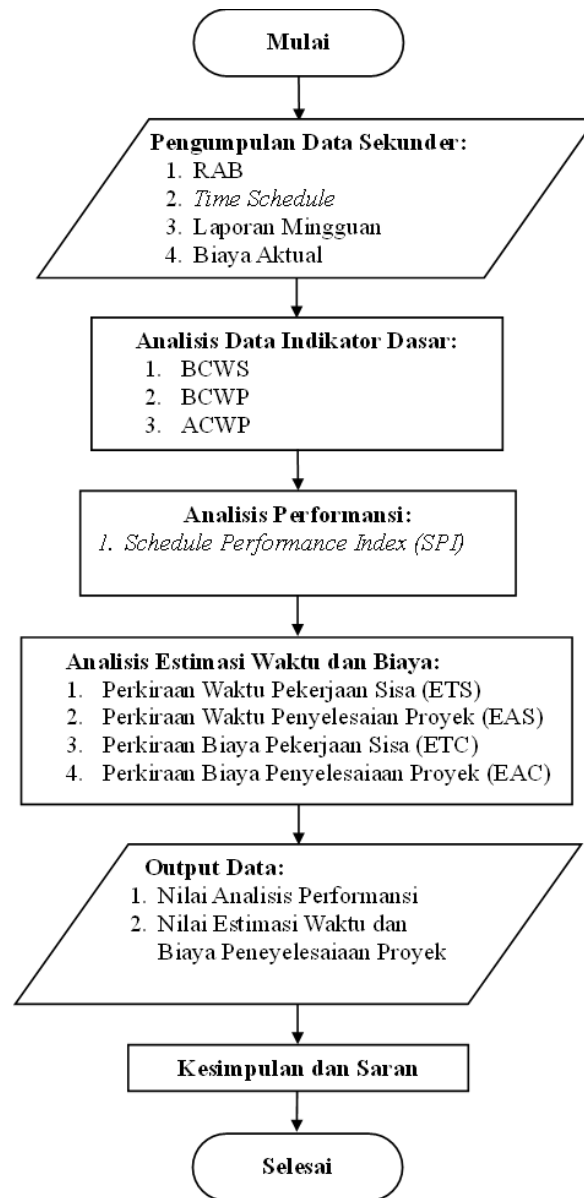 Mulai
Pengumpulan Data Sekunder:
1. RAB
2. Time Schedule
3. Laporan Mingguan
4. Biaya Aktual
Analisis Data Indikator Dasar:
1. BCWS
2. BCWP
3. ACWP
Analisis Performansi:
1. Schedule Performance Index (SPI)
Analisis Estimasi Waktu dan Biaya:
1. Perkiraan Waktu Pekerjaan Sisa (ETS)
2. Perkiraan Waktu Penyelesaian Proyek (EAS)
3. Perkiraan Biaya Pekerjaan Sisa (ETC)
4. Perkiraan Biaya Penyelesaiaan Proyek (EAC)
Output Data:
1. Nilai Analisis Performansi
2. Nilai Estimasi Waktu dan
Biaya Peneyelesaiaan Proyek
Kesimpulan dan Saran
Selesai